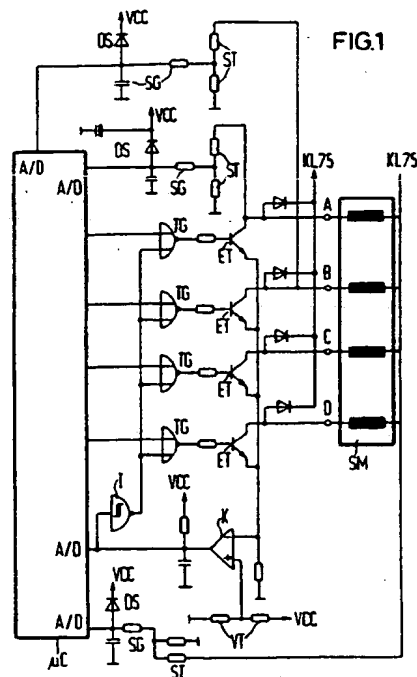 VCC
FIG.1
DS
ST
SG
VCC
A/D
DS
A/D
SG
ST
KL75
KL75
A
TG
ET
B
TG
ET
C
TG
ET
D
TG
ET
SM
I
VCC
K
A/D
VCC
A/D
DS
VT
VCC
SG
ST
μC